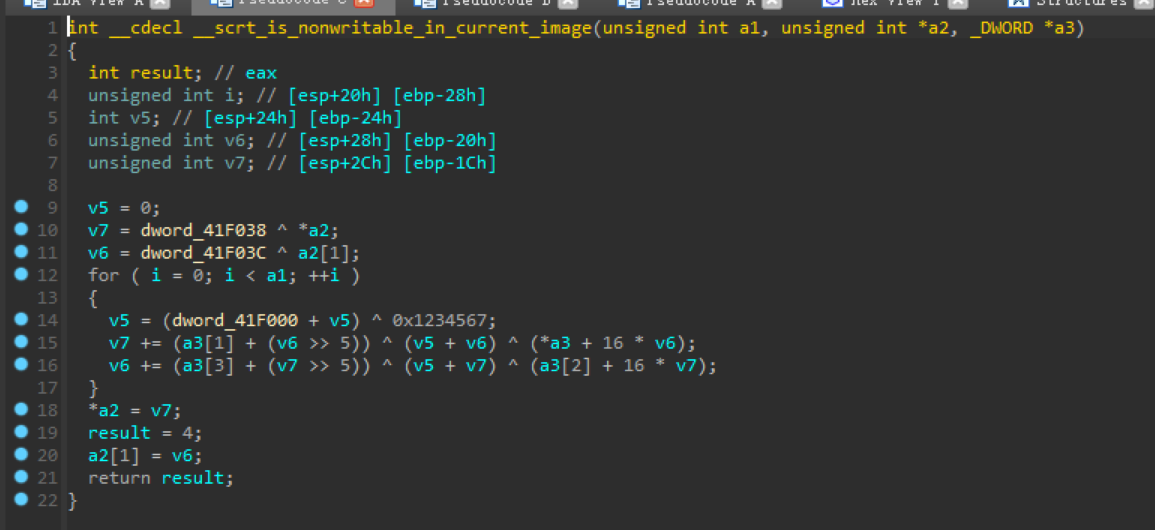 IDA View A Pseudocode C Pseudocode B Pseudocode A Hex View 1 Structures
1 int __cdecl __scrt_is_nonwritable_in_current_image(unsigned int a1, unsigned int *a2, _DWORD *a3)
2 {
3 int result; // eax
4 unsigned int i; // [esp+20h] [ebp-28h]
5 int v5; // [esp+24h] [ebp-24h]
6 unsigned int v6; // [esp+28h] [ebp-20h]
7 unsigned int v7; // [esp+2Ch] [ebp-1Ch]
8
9 v5 = 0;
10 v7 = dword_41F038 ^ *a2;
11 v6 = dword_41F03C ^ a2[1];
12 for ( i = 0; i < a1; ++i )
13 {
14 v5 = (dword_41F000 + v5) ^ 0x1234567;
15 v7 += (a3[1] + (v6 >> 5)) ^ (v5 + v6) ^ (*a3 + 16 * v6);
16 v6 += (a3[3] + (v7 >> 5)) ^ (v5 + v7) ^ (a3[2] + 16 * v7);
17 }
18 *a2 = v7;
19 result = 4;
20 a2[1] = v6;
21 return result;
22 }